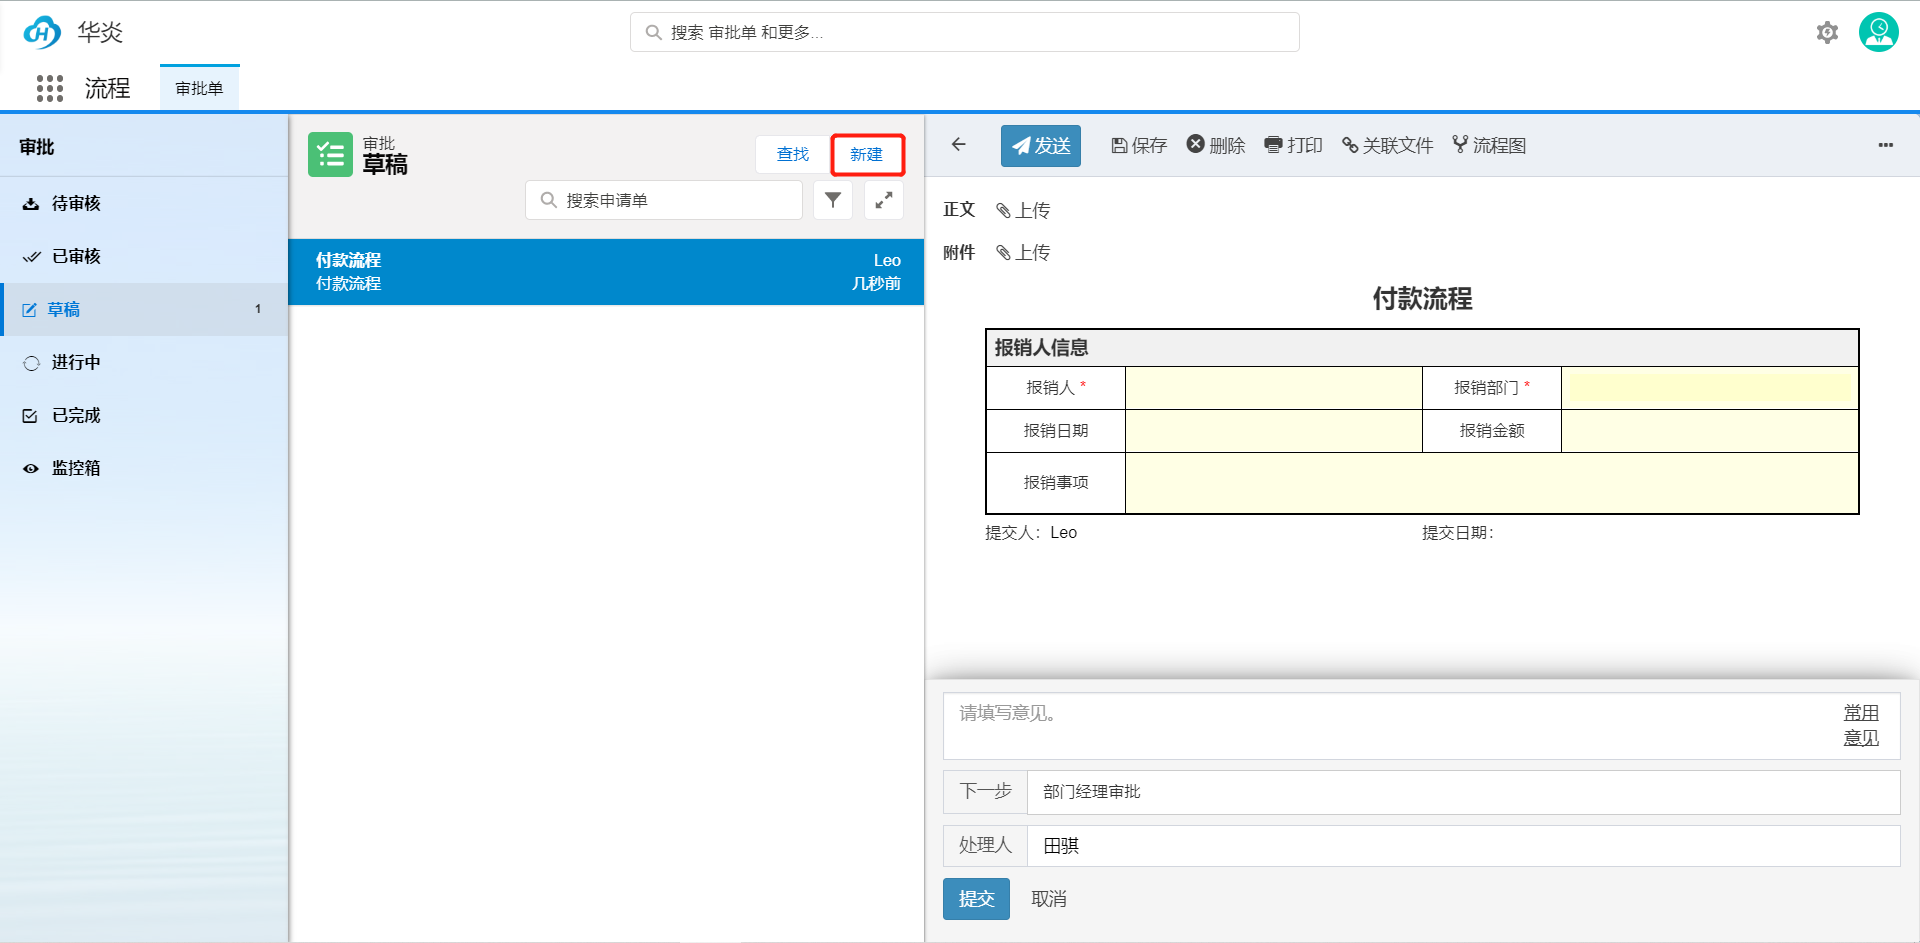 华炎
搜索 审批单 和更多...
流程
审批单
审批
待审核
已审核
草稿 1
进行中
已完成
监控箱
审批
草稿
查找
新建
搜索申请单
付款流程 Leo
付款流程 几秒前
发送
保存
删除
打印
关联文件
流程图
正文 上传
附件 上传
付款流程
报销人信息
报销人 * 报销部门 *
报销日期 报销金额
报销事项
提交人： Leo 提交日期：
请填写意见。
常用
意见
下一步 部门经理审批
处理人 田骐
提交 取消